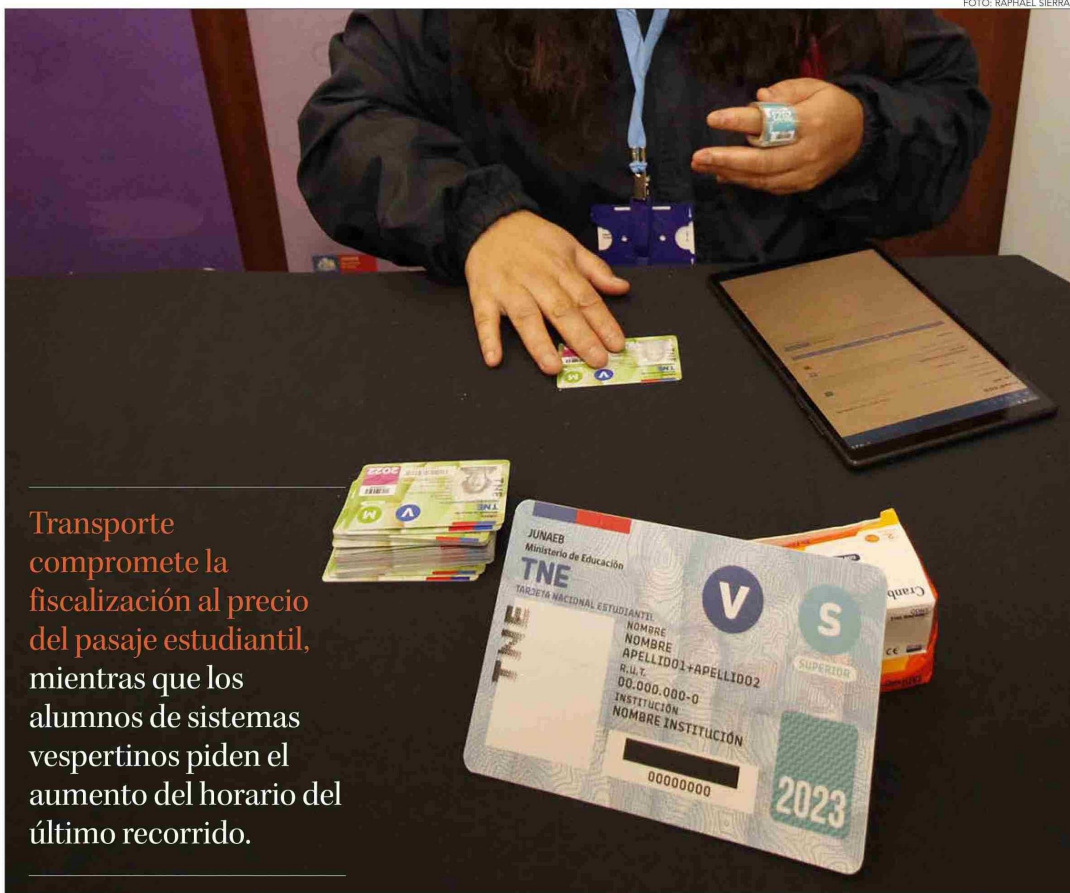 FOTO: RAPHAEL SIERRA
Transporte
compromete la
fiscalización al precio
del pasaje estudiantil,
mientras que los
alumnos de sistemas
vespertinos piden el
aumento del horario del
último recorrido.
2022
TNE
V
M
TNE
V
M
JUNAEB
Ministerio de Educación
TNE
TARJETA NACIONAL ESTUDIANTIL
TNE
NOMBRE
NOMBRE
APELLIDO1+APELLIDO2
R.U.T.
00.000.000-0
INSTITUCIÓN
NOMBRE INSTITUCIÓN
00000000
V
S
SUPERIOR
2023